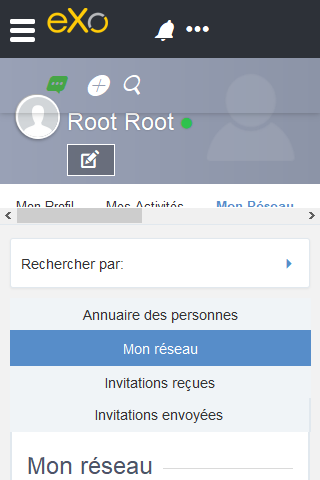 eXo
Root Root
Mon Profil Mes Activités Mon Réseau
Rechercher par:
Annuaire des personnes
Mon réseau
Invitations reçues
Invitations envoyées
Mon réseau